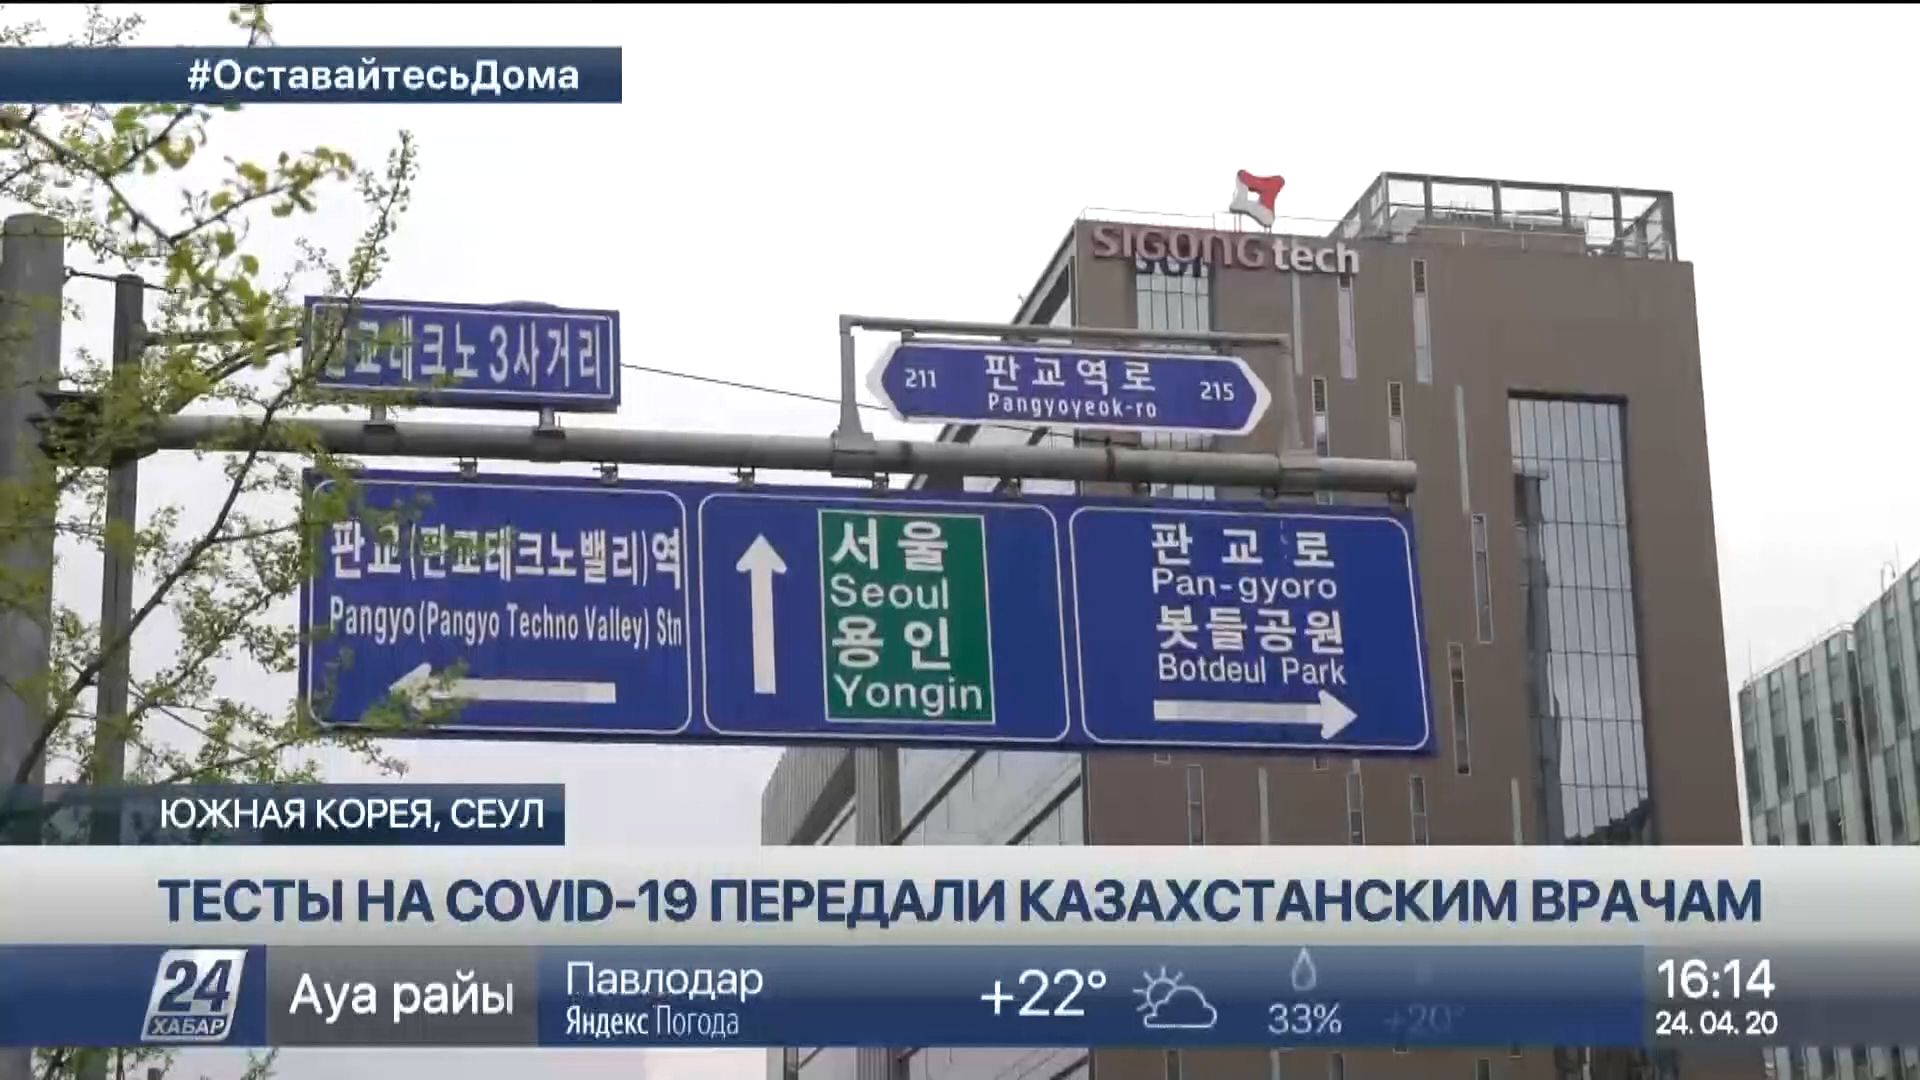 #ОставайтесьДома
SIGONGtech
판교테크노 3사거리
211 판교역로 215
Pangyoyeok-ro
판교(판교테크노밸리)역
Pangyo(Pangyo Techno Valley) Stn
서울
Seoul
용인
Yongin
판교로
Pan-gyoro
봇들공원
Botdeul Park
ЮЖНАЯ КОРЕЯ, СЕУЛ
ТЕСТЫ НА COVID-19 ПЕРЕДАЛИ КАЗАХСТАНСКИМ ВРАЧАМ
24 ХАБАР
Ауа райы
Павлодар
Яндекс Погода
+22°
33%
+20°
16:14
24.04.20